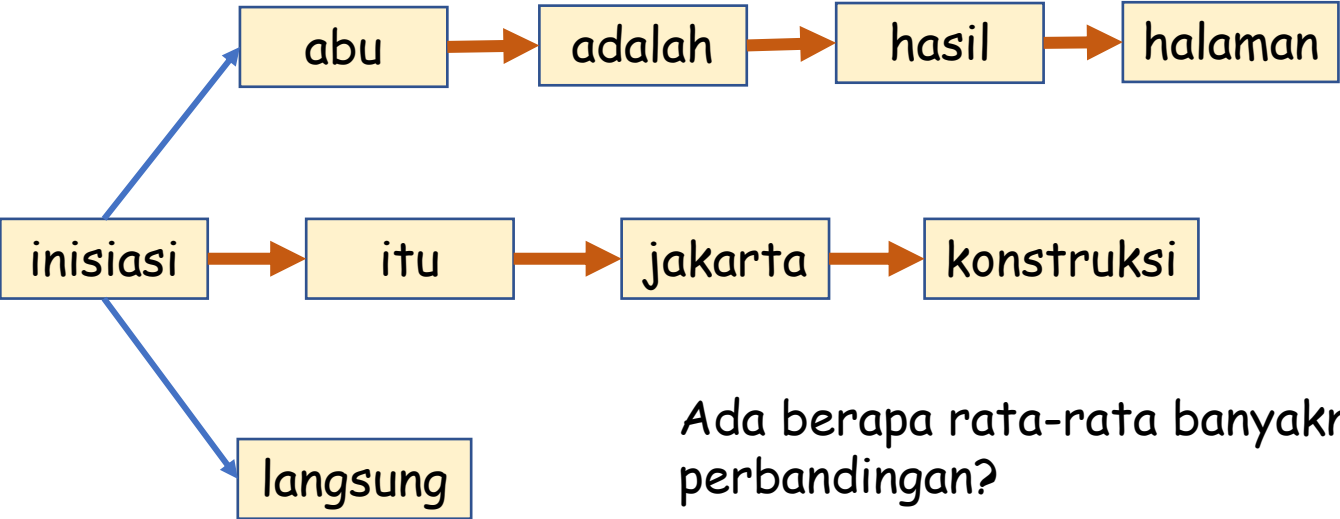 abu
adalah
hasil
halaman
inisiasi
itu
jakarta
konstruksi
langsung
Ada berapa rata-rata
perbandingan?